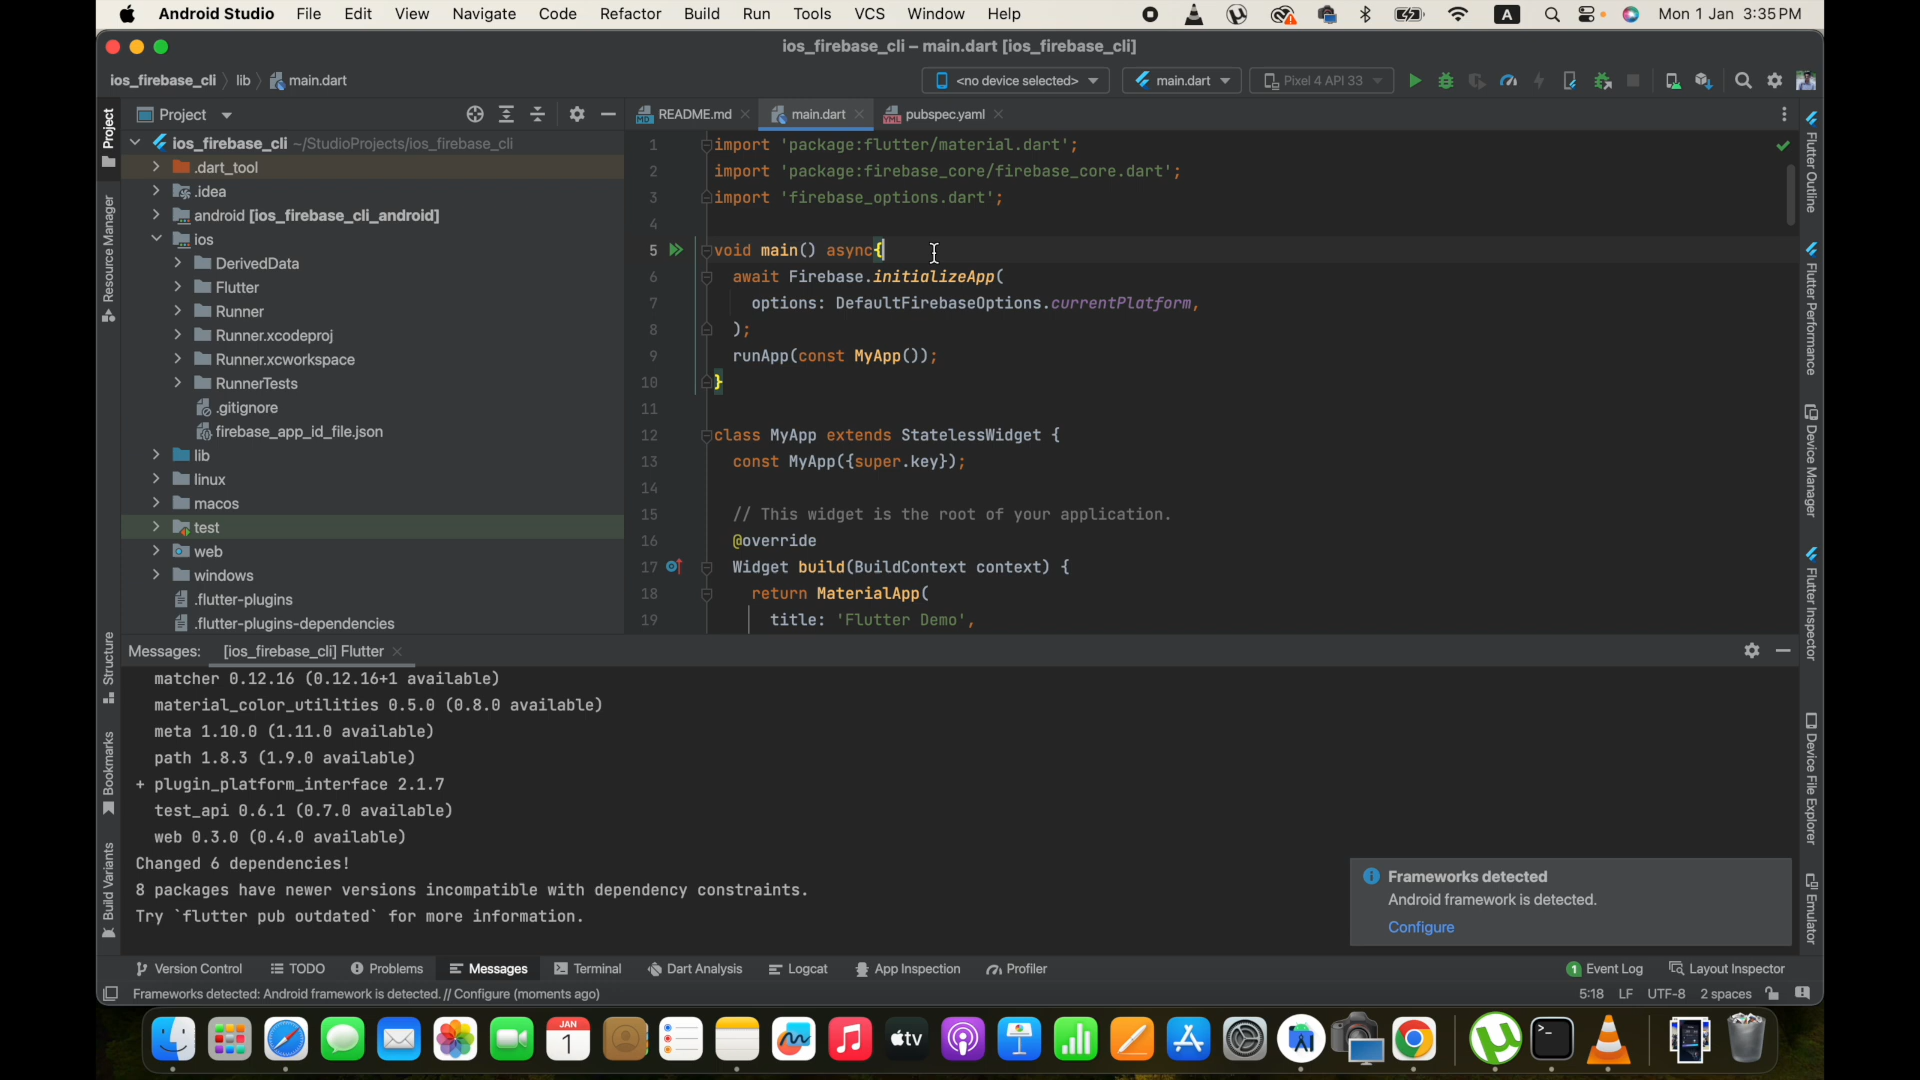 Android Studio File Edit View Navigate Code Refactor Build Run Tools VCS Window Help A Mon 1 Jan 3:35 PM
ios_firebase_cli – main.dart [ios_firebase_cli]
ios_firebase_cli lib main.dart <no device selected> main.dart Pixel 4 API 33
Project README.md main.dart pubspec.yaml
ios_firebase_cli ~/StudioProjects/ios_firebase_cli
.dart_tool
.idea
android [ios_firebase_cli_android]
ios
DerivedData
Flutter
Runner
Runner.xcodeproj
Runner.xcworkspace
RunnerTests
.gitignore
firebase_app_id_file.json
lib
linux
macos
test
web
windows
.flutter-plugins
.flutter-plugins-dependencies
1 import 'package:flutter/material.dart';
2 import 'package:firebase_core/firebase_core.dart';
3 import 'firebase_options.dart';
4
5 void main() async{
6 await Firebase.initializeApp(
7 options: DefaultFirebaseOptions.currentPlatform,
8 );
9 runApp(const MyApp());
10 }
11
12 class MyApp extends StatelessWidget {
13 const MyApp({super.key});
14
15 // This widget is the root of your application.
16 @override
17 Widget build(BuildContext context) {
18 return MaterialApp(
19 title: 'Flutter Demo',
Project
Resource Manager
Structure
Bookmarks
Build Variants
Flutter Outline
Flutter Performance
Device Manager
Flutter Inspector
Device File Explorer
Emulator
Messages: [ios_firebase_cli] Flutter
matcher 0.12.16 (0.12.16+1 available)
material_color_utilities 0.5.0 (0.8.0 available)
meta 1.10.0 (1.11.0 available)
path 1.8.3 (1.9.0 available)
+ plugin_platform_interface 2.1.7
test_api 0.6.1 (0.7.0 available)
web 0.3.0 (0.4.0 available)
Changed 6 dependencies!
8 packages have newer versions incompatible with dependency constraints.
Try `flutter pub outdated` for more information.
Frameworks detected
Android framework is detected.
Configure
Version Control TODO Problems Messages Terminal Dart Analysis Logcat App Inspection Profiler 1 Event Log Layout Inspector
Frameworks detected: Android framework is detected. // Configure (moments ago) 5:18 LF UTF-8 2 spaces
JAN
1
tv